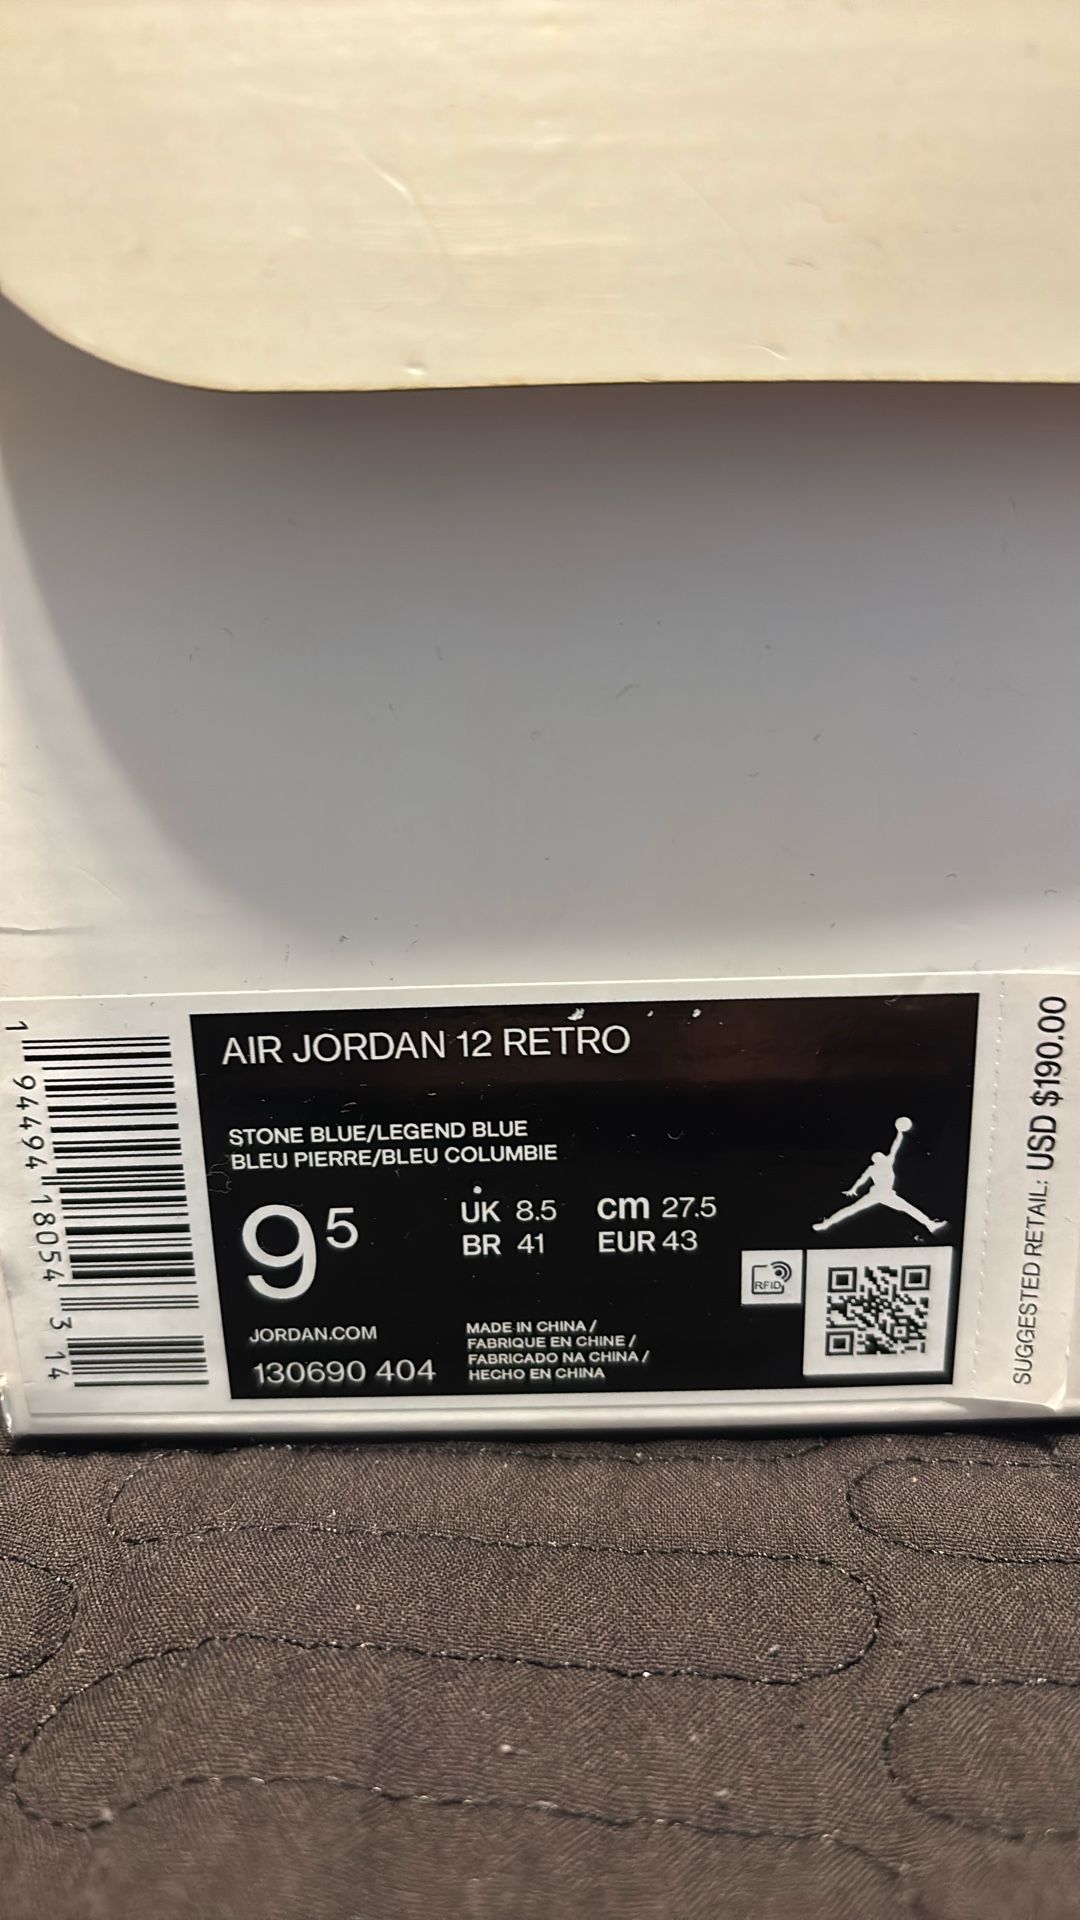 AIR JORDAN 12 RETRO
STONE BLUE/LEGEND BLUE
BLEU PIERRE/BLEU COLUMBIE
9⁵
UK 8.5 cm 27.5
BR 41 EUR 43
RFID
JORDAN.COM
130690 404
MADE IN CHINA /
FABRIQUE EN CHINE /
FABRICADO NA CHINA /
HECHO EN CHINA
1 94494 18054 3 14
SUGGESTED RETAIL: USD $190.00